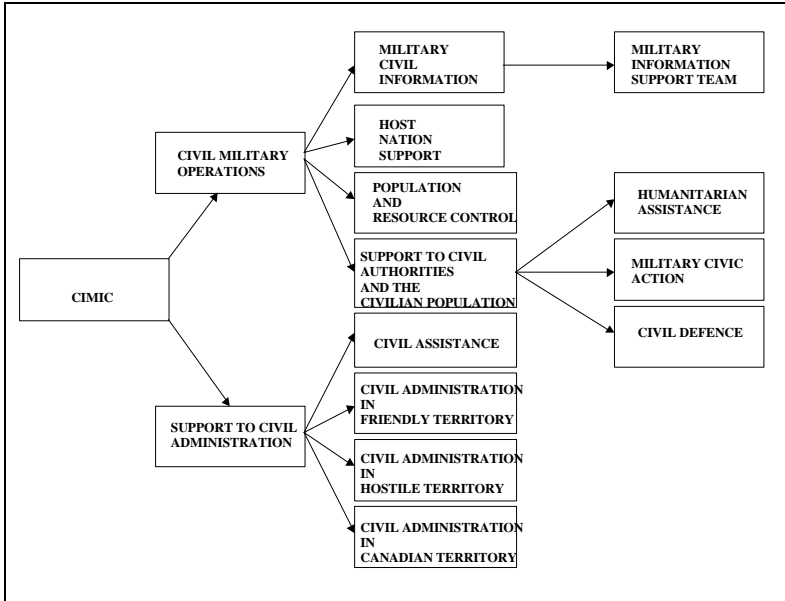 MILITARY
CIVIL
INFORMATION
MILITARY
INFORMATION
SUPPORT TEAM
HOST
NATION
SUPPORT
CIVIL MILITARY
OPERATIONS
POPULATION
AND
RESOURCE CONTROL
HUMANITARIAN
ASSISTANCE
SUPPORT TO CIVIL
AUTHORITIES
AND THE
CIVILIAN POPULATION
MILITARY CIVIC
ACTION
CIMIC
CIVIL DEFENCE
CIVIL ASSISTANCE
CIVIL ADMINISTRATION
IN
FRIENDLY TERRITORY
SUPPORT TO CIVIL
ADMINISTRATION
CIVIL ADMINISTRATION
IN
HOSTILE TERRITORY
CIVIL ADMINISTRATION
IN
CANADIAN TERRITORY